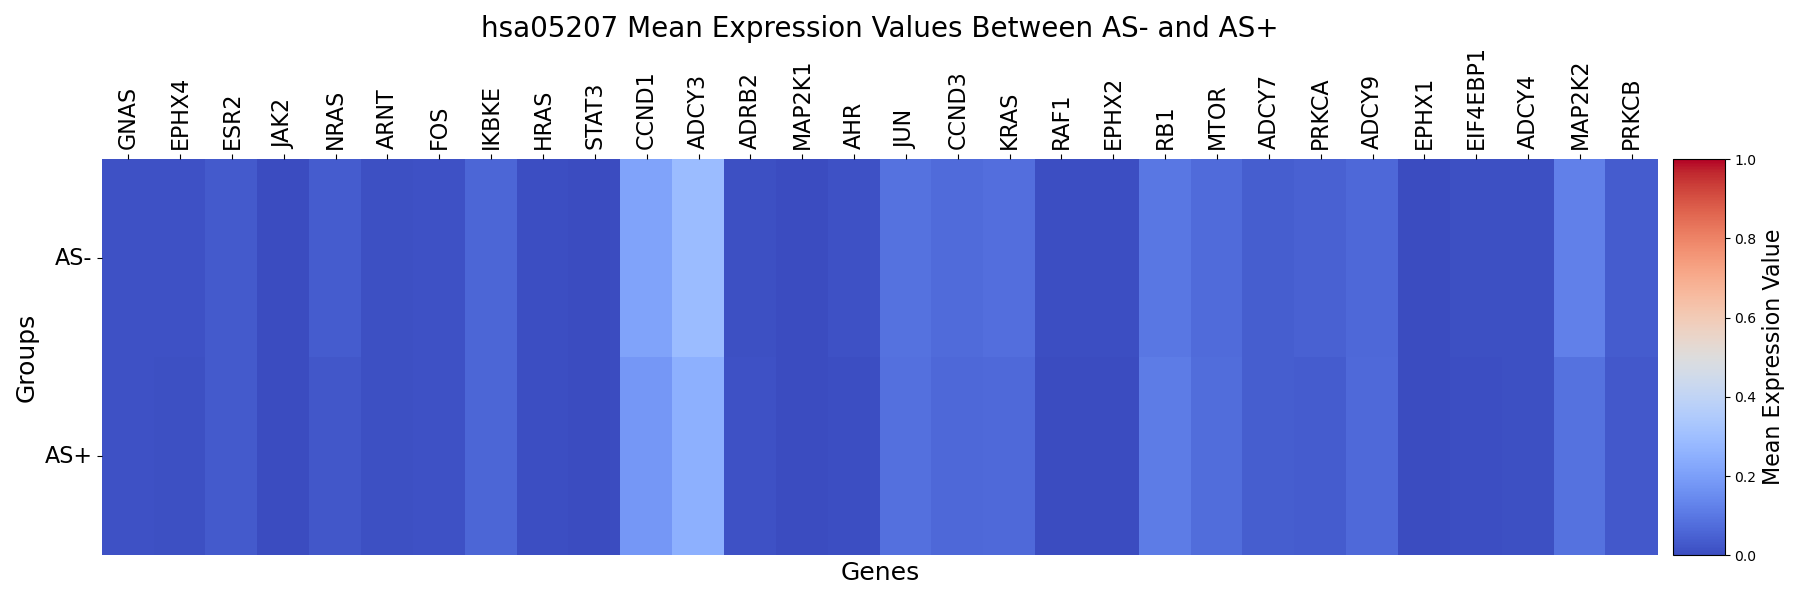 hsa05207 Mean Expression Values Between AS- and AS+
GNAS
EPHX4
ESR2
JAK2
NRAS
ARNT
FOS
IKBKE
HRAS
STAT3
CCND1
ADCY3
ADRB2
MAP2K1
AHR
JUN
CCND3
KRAS
RAF1
EPHX2
RB1
MTOR
ADCY7
PRKCA
ADCY9
EPHX1
EIF4EBP1
ADCY4
MAP2K2
PRKCB
Groups
AS-
AS+
Genes
1.0
0.8
0.6
0.4
0.2
0.0
Mean Expression Value